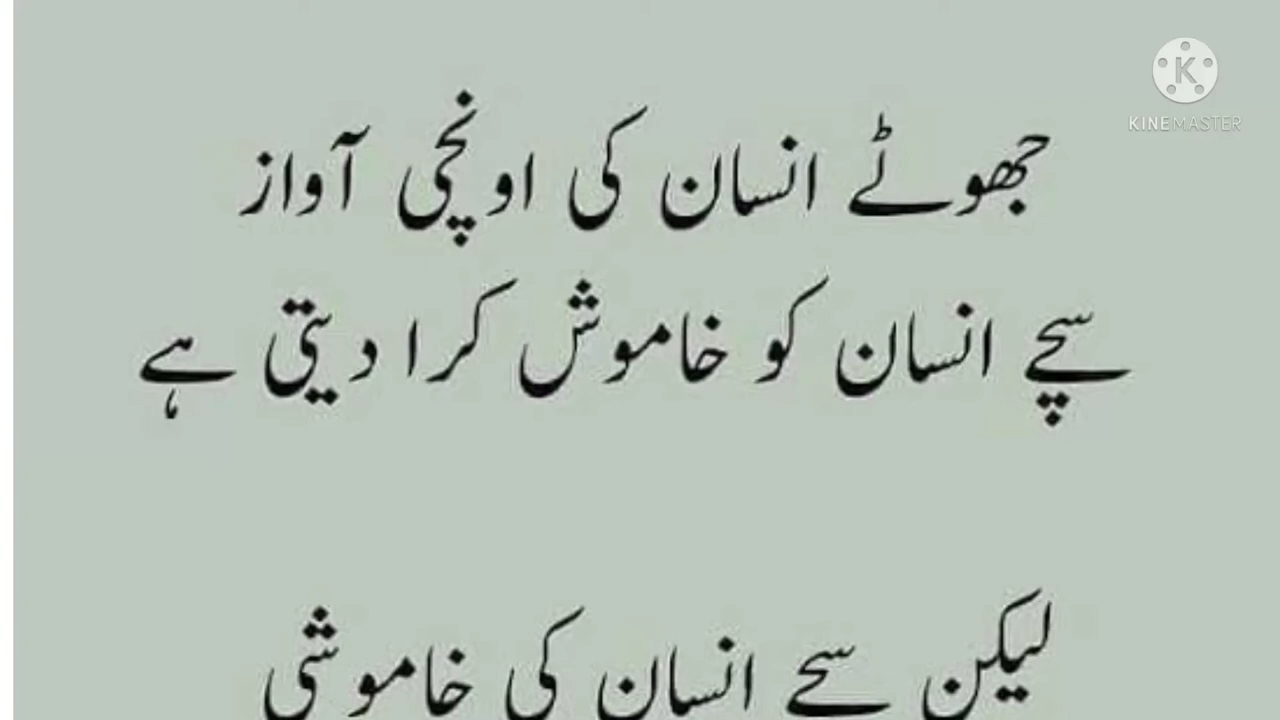 جھوٹے انسان کی اونچی آواز
سچے انسان کو خاموش کرا دیتی ہے
لیکن سچے انسان کی خاموشی
KINEMASTER